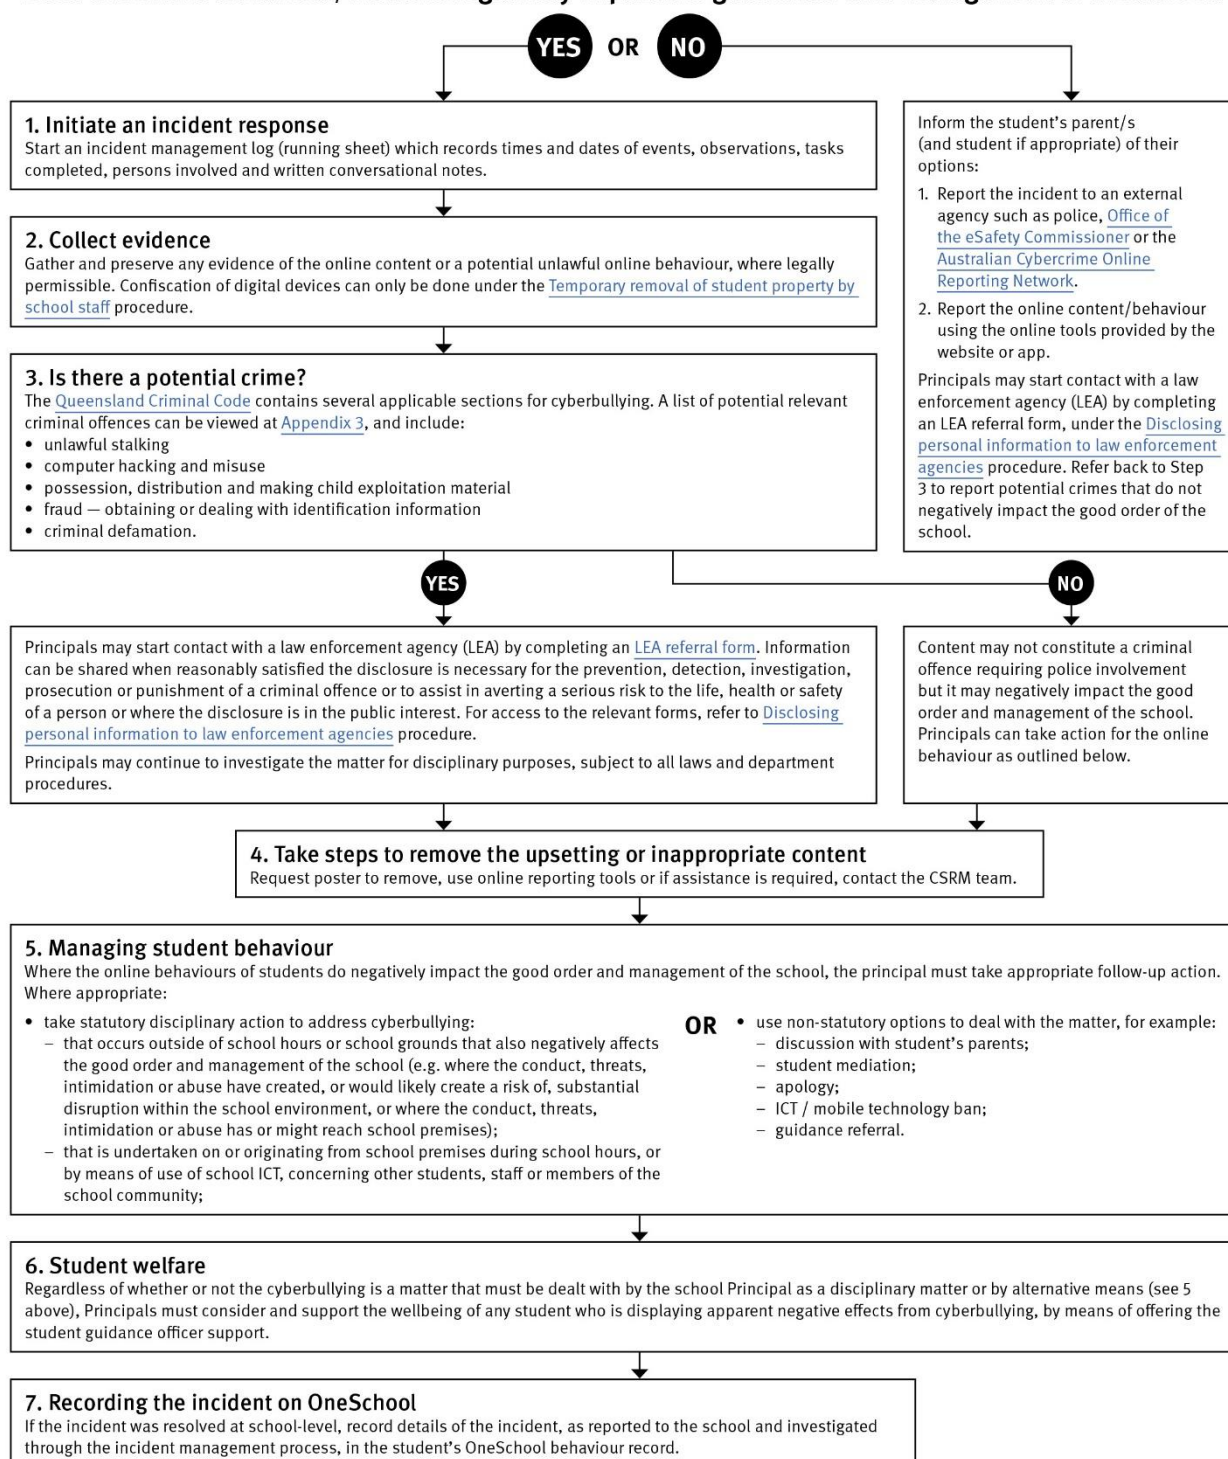 YES OR NO
1. Initiate an incident response
Start an incident management log (running sheet) which records times and dates of events, observations, tasks
completed, persons involved and written conversational notes.
2. Collect evidence
Gather and preserve any evidence of the online content or a potential unlawful online behaviour, where legally
permissible. Confiscation of digital devices can only be done under the Temporary removal of student property by
school staff procedure.
3. Is there a potential crime?
The Queensland Criminal Code contains several applicable sections for cyberbullying. A list of potential relevant
criminal offences can be viewed at Appendix 3, and include:
• unlawful stalking
• computer hacking and misuse
• possession, distribution and making child exploitation material
• fraud — obtaining or dealing with identification information
• criminal defamation.
Inform the student's parent/s
(and student if appropriate) of their
options:
1. Report the incident to an external
agency such as police, Office of
the eSafety Commissioner or the
Australian Cybercrime Online
Reporting Network.
2. Report the online content/behaviour
using the online tools provided by the
website or app.
Principals may start contact with a law
enforcement agency (LEA) by completing
an LEA referral form, under the Disclosing
personal information to law enforcement
agencies procedure. Refer back to Step
3 to report potential crimes that do not
negatively impact the good order of the
school.
YES
NO
Principals may start contact with a law enforcement agency (LEA) by completing an LEA referral form. Information
can be shared when reasonably satisfied the disclosure is necessary for the prevention, detection, investigation,
prosecution or punishment of a criminal offence or to assist in averting a serious risk to the life, health or safety
of a person or where the disclosure is in the public interest. For access to the relevant forms, refer to Disclosing
personal information to law enforcement agencies procedure.
Principals may continue to investigate the matter for disciplinary purposes, subject to all laws and department
procedures.
Content may not constitute a criminal
offence requiring police involvement
but it may negatively impact the good
order and management of the school.
Principals can take action for the online
behaviour as outlined below.
4. Take steps to remove the upsetting or inappropriate content
Request poster to remove, use online reporting tools or if assistance is required, contact the CSRM team.
5. Managing student behaviour
Where the online behaviours of students do negatively impact the good order and management of the school, the principal must take appropriate follow-up action.
Where appropriate:
• take statutory disciplinary action to address cyberbullying:
– that occurs outside of school hours or school grounds that also negatively affects
the good order and management of the school (e.g. where the conduct, threats,
intimidation or abuse have created, or would likely create a risk of, substantial
disruption within the school environment, or where the conduct, threats,
intimidation or abuse has or might reach school premises);
– that is undertaken on or originating from school premises during school hours, or
by means of use of school ICT, concerning other students, staff or members of the
school community;
OR
• use non-statutory options to deal with the matter, for example:
– discussion with student's parents;
– student mediation;
– apology;
– ICT / mobile technology ban;
– guidance referral.
6. Student welfare
Regardless of whether or not the cyberbullying is a matter that must be dealt with by the school Principal as a disciplinary matter or by alternative means (see 5
above), Principals must consider and support the wellbeing of any student who is displaying apparent negative effects from cyberbullying, by means of offering the
student guidance officer support.
7. Recording the incident on OneSchool
If the incident was resolved at school-level, record details of the incident, as reported to the school and investigated
through the incident management process, in the student's OneSchool behaviour record.